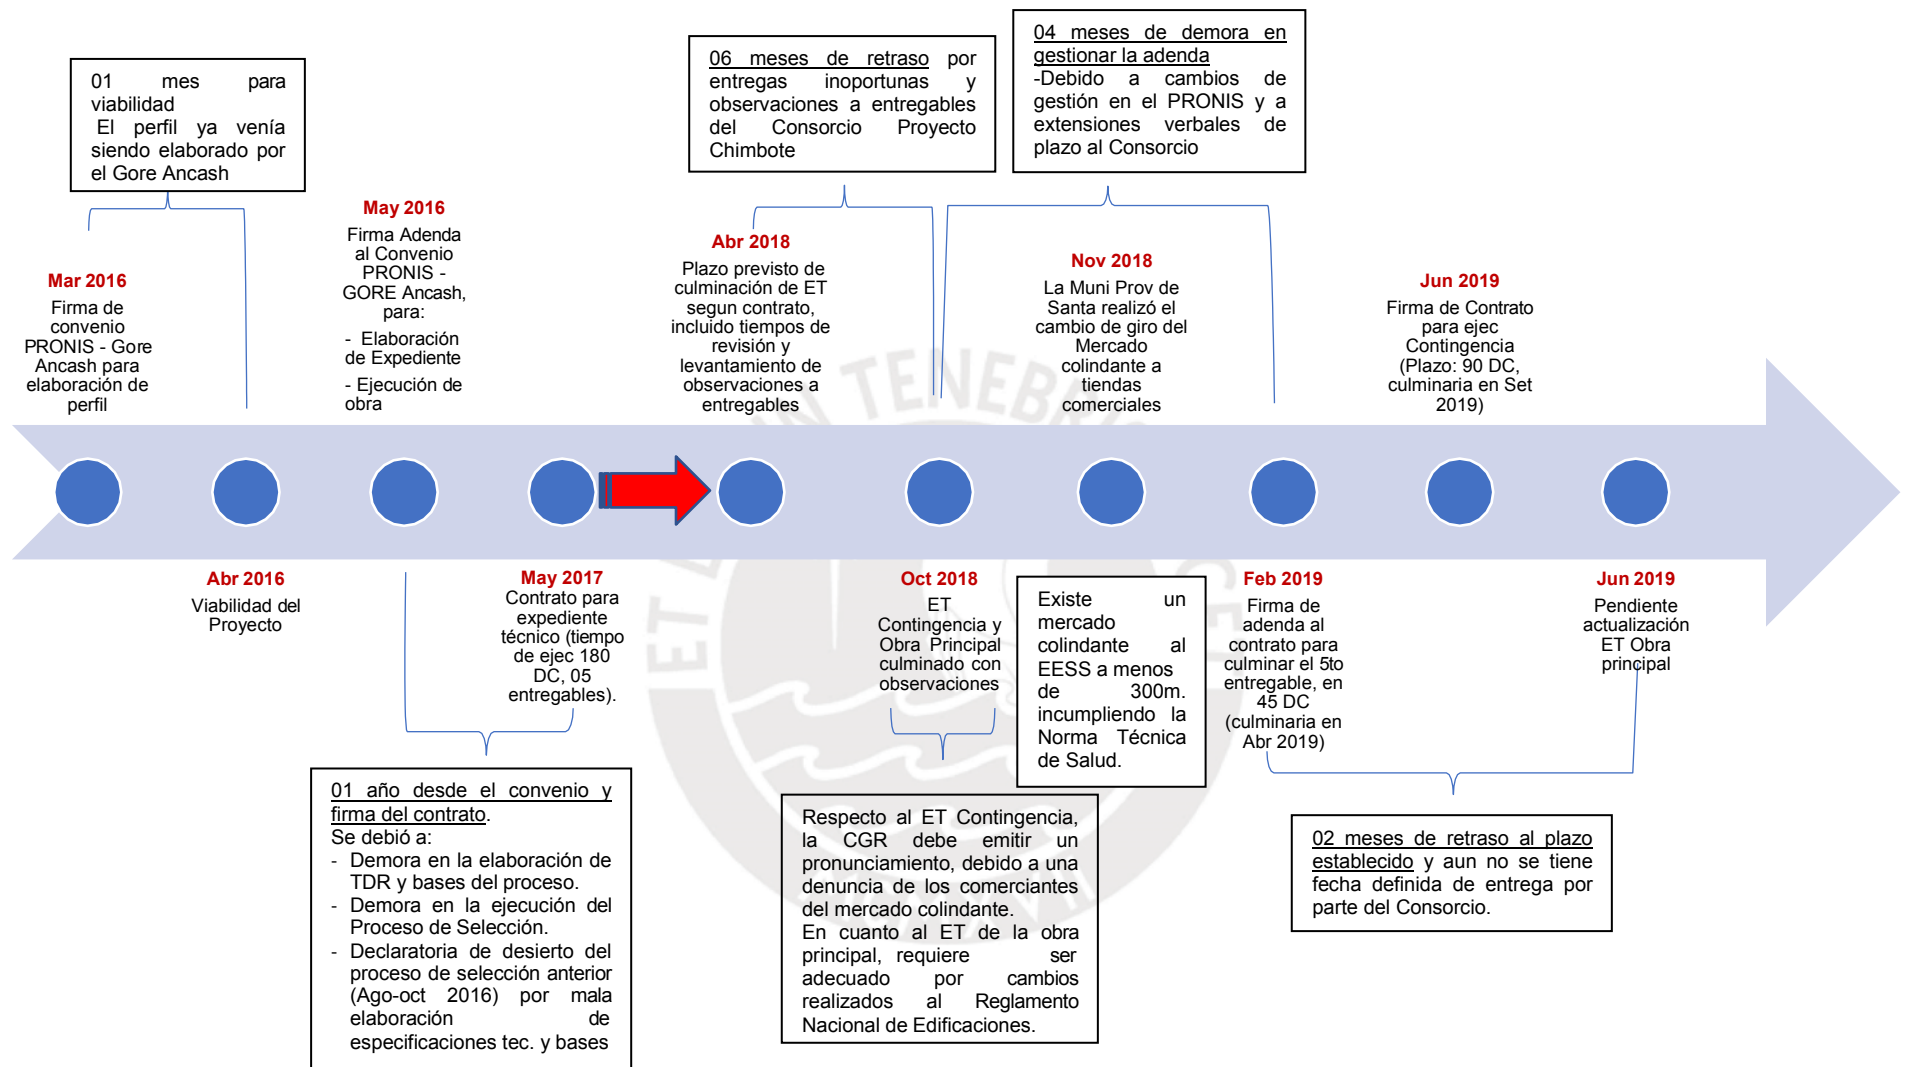 01 mes para
viabilidad
El perfil ya venía
siendo elaborado por
el Gore Ancash
06 meses de retraso por
entregas inoportunas y
observaciones a entregables
del Consorcio Proyecto
Chimbote
04 meses de demora en
gestionar la adenda
-Debido a cambios de
gestión en el PRONIS y a
extensiones verbales de
plazo al Consorcio
Mar 2016
Firma de
convenio
PRONIS - Gore
Ancash para
elaboración de
perfil
May 2016
Firma Adenda
al Convenio
PRONIS -
GORE Ancash,
para:
- Elaboración
de Expediente
- Ejecución de
obra
Abr 2018
Plazo previsto de
culminación de ET
segun contrato,
incluido tiempos de
revisión y
levantamiento de
observaciones a
entregables
Nov 2018
La Muni Prov de
Santa realizó el
cambio de giro del
Mercado
colindante a
tiendas
comerciales
Jun 2019
Firma de Contrato
para ejec
Contingencia
(Plazo: 90 DC,
culminaria en Set
2019)
Abr 2016
Viabilidad del
Proyecto
May 2017
Contrato para
expediente
técnico (tiempo
de ejec 180
DC, 05
entregables).
Oct 2018
ET
Contingencia y
Obra Principal
culminado con
observaciones
Existe un
mercado
colindante al
EESS a menos
de 300m.
incumpliendo la
Norma Técnica
de Salud.
Feb 2019
Firma de
adenda al
contrato para
culminar el 5to
entregable, en
45 DC
(culminaria en
Abr 2019)
Jun 2019
Pendiente
actualización
ET Obra
principal
01 año desde el convenio y
firma del contrato.
Se debió a:
- Demora en la elaboración de
TDR y bases del proceso.
- Demora en la ejecución del
Proceso de Selección.
- Declaratoria de desierto del
proceso de selección anterior
(Ago-oct 2016) por mala
elaboración de
especificaciones tec. y bases
Respecto al ET Contingencia,
la CGR debe emitir un
pronunciamiento, debido a una
denuncia de los comerciantes
del mercado colindante.
En cuanto al ET de la obra
principal, requiere ser
adecuado por cambios
realizados al Reglamento
Nacional de Edificaciones.
02 meses de retraso al plazo
establecido y aun no se tiene
fecha definida de entrega por
parte del Consorcio.